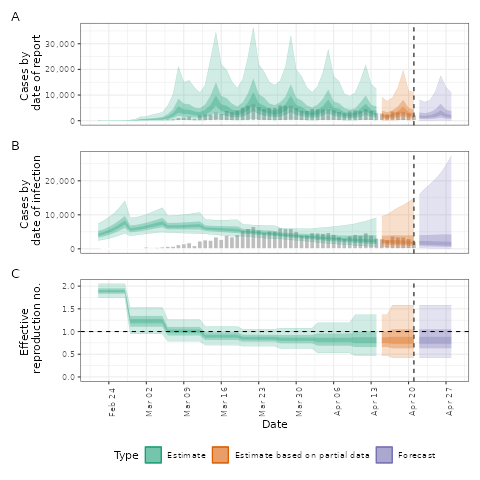 A
Cases by
date of report
30,000
20,000
10,000
0
B
Cases by
date of infection
20,000
10,000
0
C
Effective
reproduction no.
2.0
1.5
1.0
0.5
0.0
Feb 24
Mar 02
Mar 09
Mar 16
Mar 23
Mar 30
Apr 06
Apr 13
Apr 20
Apr 27
Date
Type
Estimate
Estimate based on partial data
Forecast